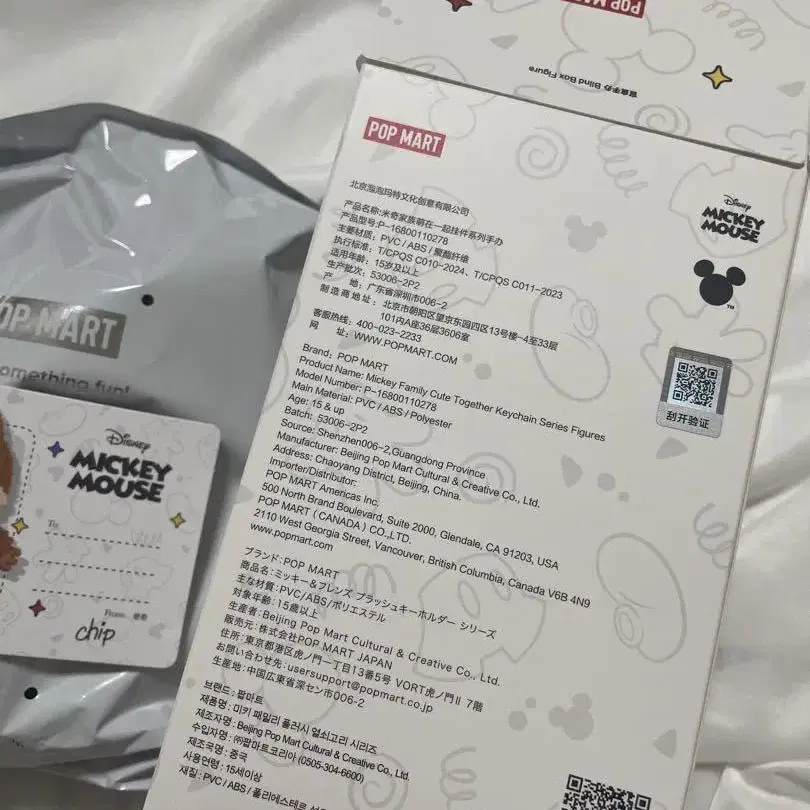 POP MART
盲盒手办 Blind Box Figure
POP MART
北京泡泡玛特文化创意有限公司
产品名称:米奇家族萌在一起挂件系列手办
产品型号:P-16800110278
主要材质: PVC / ABS / 聚酯纤维
执行标准: T/CPQS C010-2024、T/CPQS C011-2023
适用年龄: 15岁及以上
生产批次: 53006-2P2
产 地: 广东省深圳市006-2
制造商地址: 北京市朝阳区望京东园四区13号楼-4至33层
101内A座36层3606室
客服热线: 400-023-2233
网 址: WWW.POPMART.COM
Disney
MICKEY
MOUSE
TM
刮开验证
Brand: POP MART
Product Name: Mickey Family Cute Together Keychain Series Figures
Model Number: P-16800110278
Main Material: PVC / ABS / Polyester
Age: 15 & up
Batch: 53006-2P2
Source: Shenzhen006-2,Guangdong Province
Manufacturer: Beijing Pop Mart Cultural & Creative Co., Ltd.
Address: Chaoyang District, Beijing, China.
Importer/Distributor:
POP MART Americas Inc.
500 North Brand Boulevard, Suite 2000, Glendale, CA 91203, USA
POP MART (CANADA) CO.,LTD.
2110 West Georgia Street, Vancouver, British Columbia, Canada V6B 4N9
www.popmart.com
ブランド: POP MART
商品名: ミッキー&フレンズ プラッシュキーホルダー シリーズ
主な材質: PVC/ABS/ポリエステル
対象年齢: 15歳以上
生産者: Beijing Pop Mart Cultural & Creative Co., Ltd.
販売元: 株式会社POP MART JAPAN
住所: 東京都港区虎ノ門一丁目13番5号 VORT虎ノ門II 7階
お問い合わせ先: usersupport@popmart.co.jp
生産地: 中国広東省深セン市006-2
브랜드 : 팝마트
제품명 : 미키 패밀리 플러시 열쇠고리 시리즈
제조자명 : Beijing Pop Mart Cultural & Creative Co., Ltd.
수입자명 : ㈜팝마트코리아 (0505-304-6600)
제조국명 : 중국
사용연령 : 15세이상
재질 : PVC / ABS / 폴리에스테르
POP MART
something fun!
Disney
MICKEY
MOUSE
To:
From: 奇奇
chip